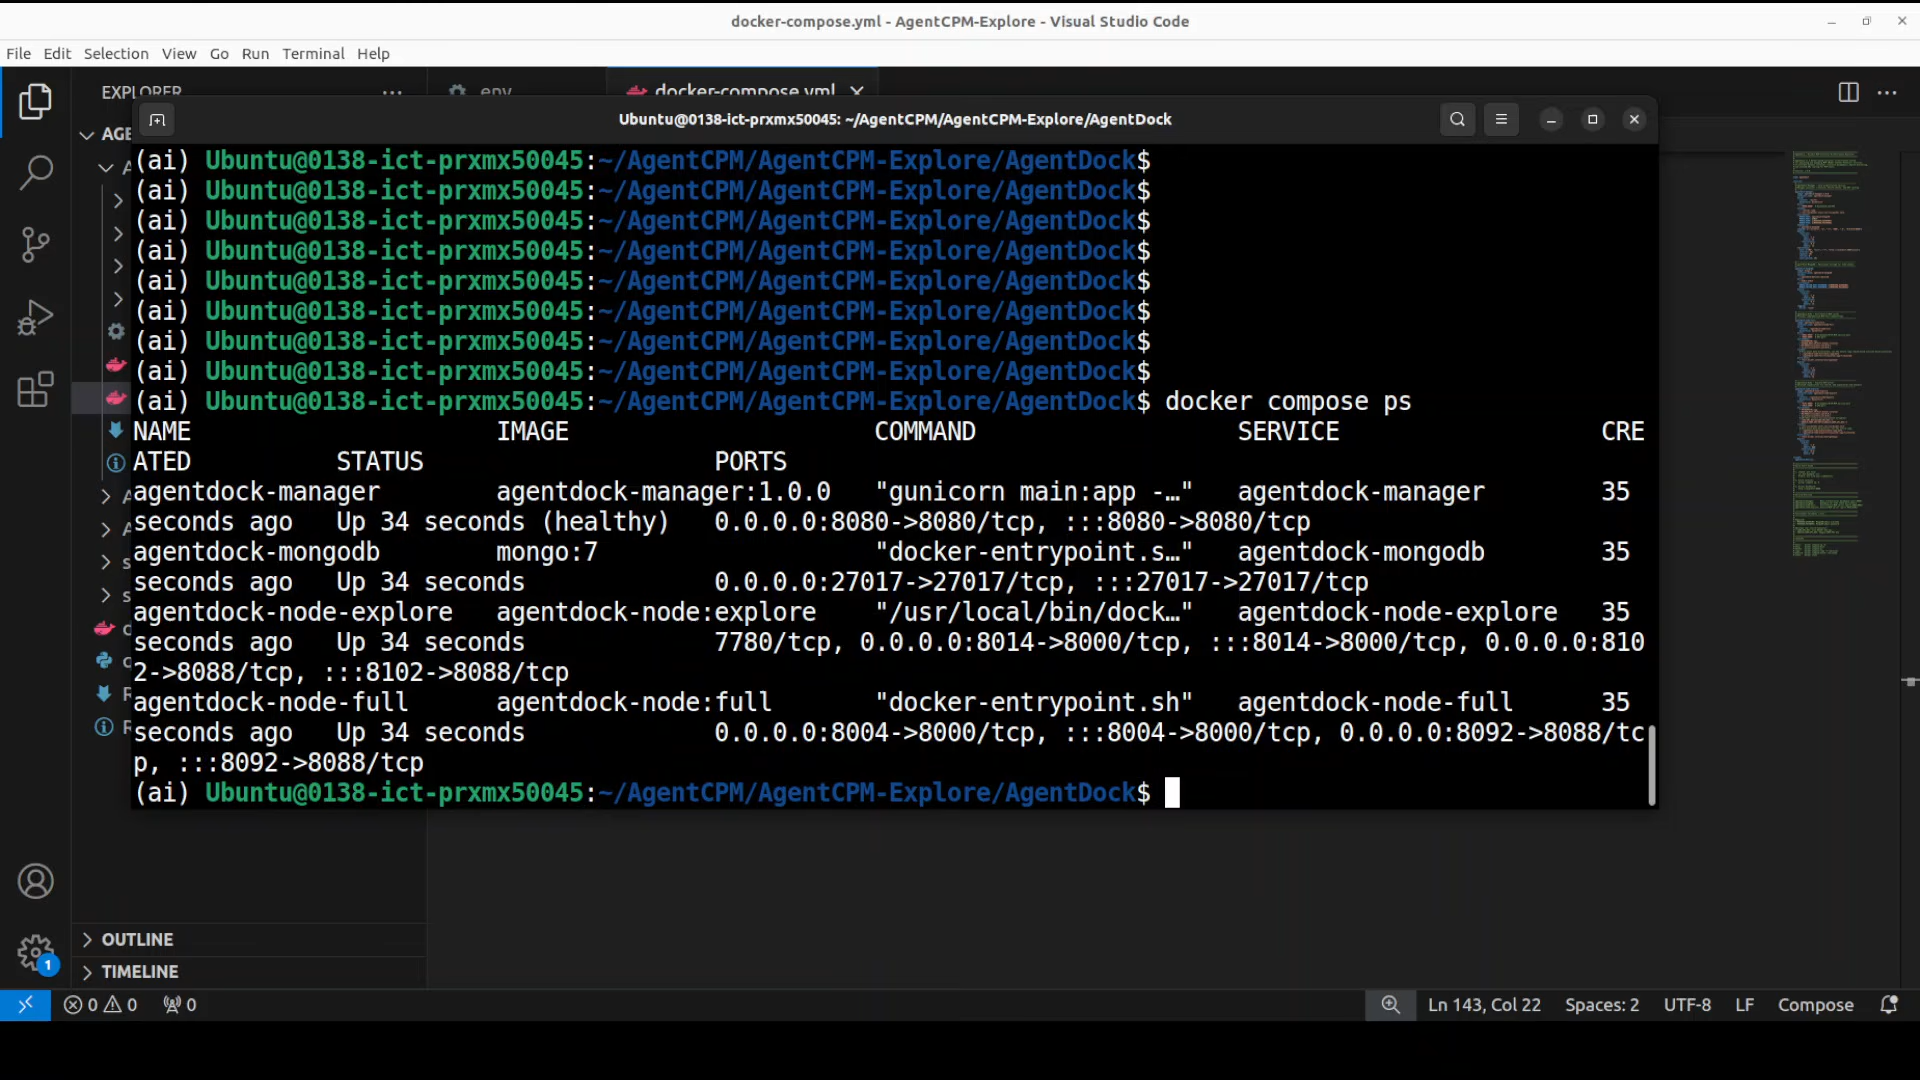 docker-compose.yml - AgentCPM-Explore - Visual Studio Code
File Edit Selection View Go Run Terminal Help
EXPLORER ... env docker-compose.yml
AGE
Ubuntu@0138-ict-prxmx50045: ~/AgentCPM/AgentCPM-Explore/AgentDock
(ai) Ubuntu@0138-ict-prxmx50045:~/AgentCPM/AgentCPM-Explore/AgentDock$
(ai) Ubuntu@0138-ict-prxmx50045:~/AgentCPM/AgentCPM-Explore/AgentDock$
(ai) Ubuntu@0138-ict-prxmx50045:~/AgentCPM/AgentCPM-Explore/AgentDock$
(ai) Ubuntu@0138-ict-prxmx50045:~/AgentCPM/AgentCPM-Explore/AgentDock$
(ai) Ubuntu@0138-ict-prxmx50045:~/AgentCPM/AgentCPM-Explore/AgentDock$
(ai) Ubuntu@0138-ict-prxmx50045:~/AgentCPM/AgentCPM-Explore/AgentDock$
(ai) Ubuntu@0138-ict-prxmx50045:~/AgentCPM/AgentCPM-Explore/AgentDock$
(ai) Ubuntu@0138-ict-prxmx50045:~/AgentCPM/AgentCPM-Explore/AgentDock$
(ai) Ubuntu@0138-ict-prxmx50045:~/AgentCPM/AgentCPM-Explore/AgentDock$ docker compose ps
NAME IMAGE COMMAND SERVICE CRE
ATED STATUS PORTS
agentdock-manager agentdock-manager:1.0.0 "gunicorn main:app -…" agentdock-manager 35
seconds ago Up 34 seconds (healthy) 0.0.0.0:8080->8080/tcp, :::8080->8080/tcp
agentdock-mongodb mongo:7 "docker-entrypoint.s…" agentdock-mongodb 35
seconds ago Up 34 seconds 0.0.0.0:27017->27017/tcp, :::27017->27017/tcp
agentdock-node-explore agentdock-node:explore "/usr/local/bin/dock…" agentdock-node-explore 35
seconds ago Up 34 seconds 7780/tcp, 0.0.0.0:8014->8000/tcp, :::8014->8000/tcp, 0.0.0.0:810
2->8088/tcp, :::8102->8088/tcp
agentdock-node-full agentdock-node:full "docker-entrypoint.sh" agentdock-node-full 35
seconds ago Up 34 seconds 0.0.0.0:8004->8000/tcp, :::8004->8000/tcp, 0.0.0.0:8092->8088/tc
p, :::8092->8088/tcp
(ai) Ubuntu@0138-ict-prxmx50045:~/AgentCPM/AgentCPM-Explore/AgentDock$
OUTLINE
TIMELINE
1
0 0 0 Ln 143, Col 22 Spaces: 2 UTF-8 LF Compose